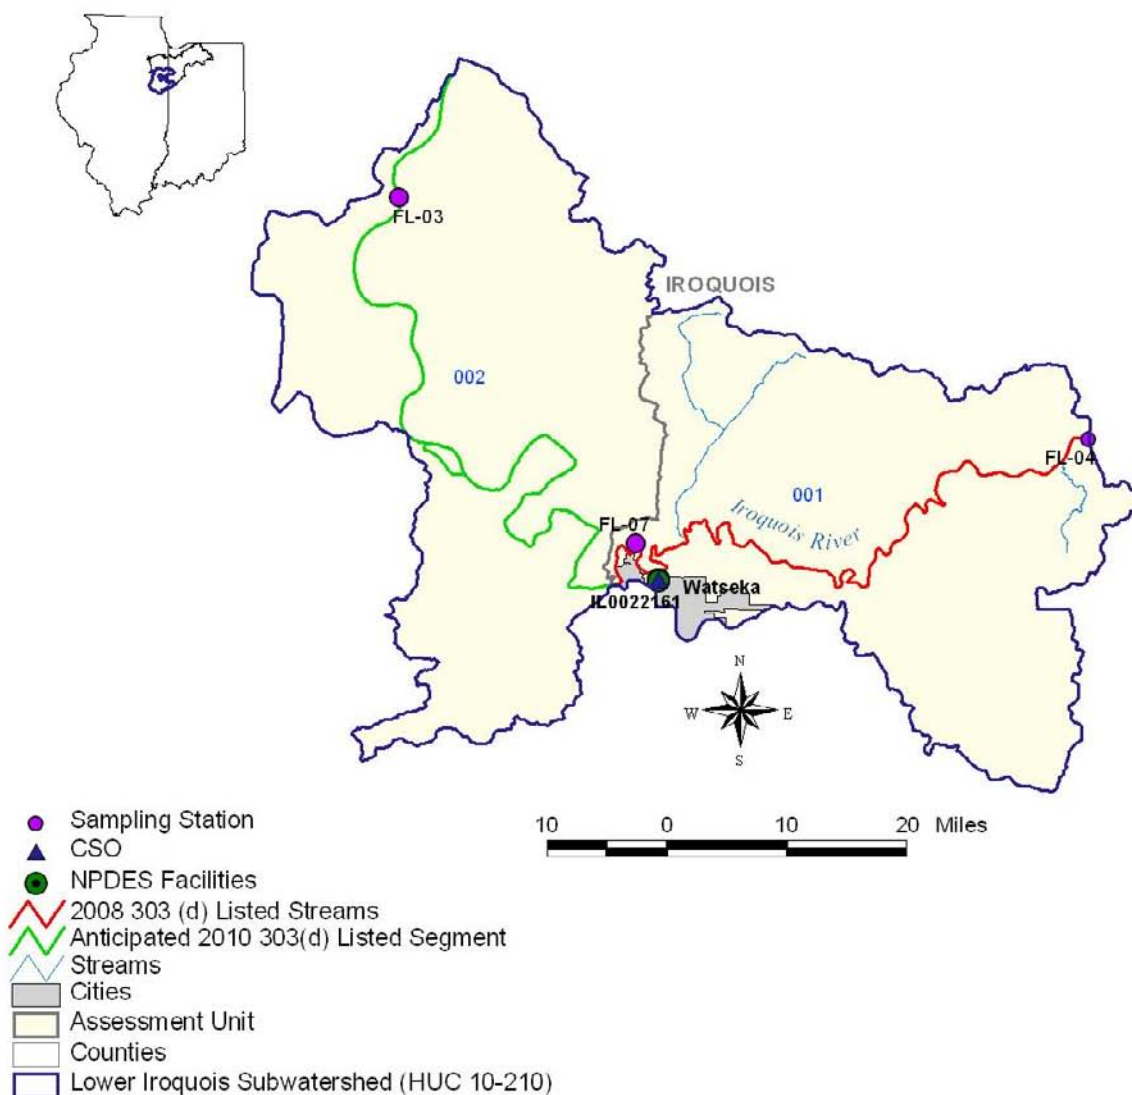 FL-03
IROQUOIS
002
FL-04
001
Iroquois River
FL-07
Watseka
IL0022161
N
W E
S
10 0 10 20 Miles
Sampling Station
CSO
NPDES Facilities
2008 303 (d) Listed Streams
Anticipated 2010 303(d) Listed Segment
Streams
Cities
Assessment Unit
Counties
Lower Iroquois Subwatershed (HUC 10-210)